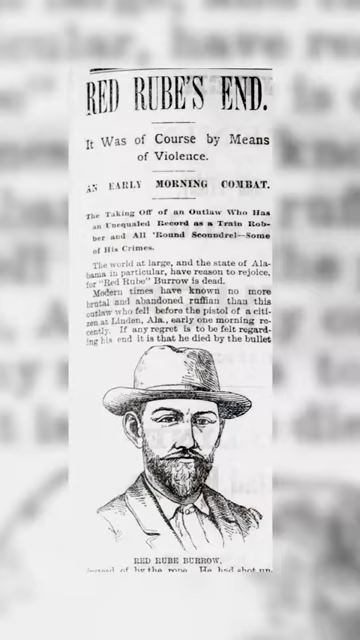 RED RUBE'S END.
It Was of Course by Means
of Violence.
AN EARLY MORNING COMBAT.
The Taking Off of an Outlaw Who Has
an Unequaled Record as a Train Rob-
ber and All 'Round Scoundrel—Some
of His Crimes.
The world at large, and the state of Ala-
bama in particular, have reason to rejoice,
for "Red Rube" Burrow is dead.
Modern times have known no more
brutal and abandoned ruffian than this
outlaw who fell before the pistol of a citi-
zen at Linden, Ala., early one morning re-
cently. If any regret is to be felt regard-
ing his end it is that he died by the bullet
RED RUBE BURROW.
instead of by the rope. He had shot up